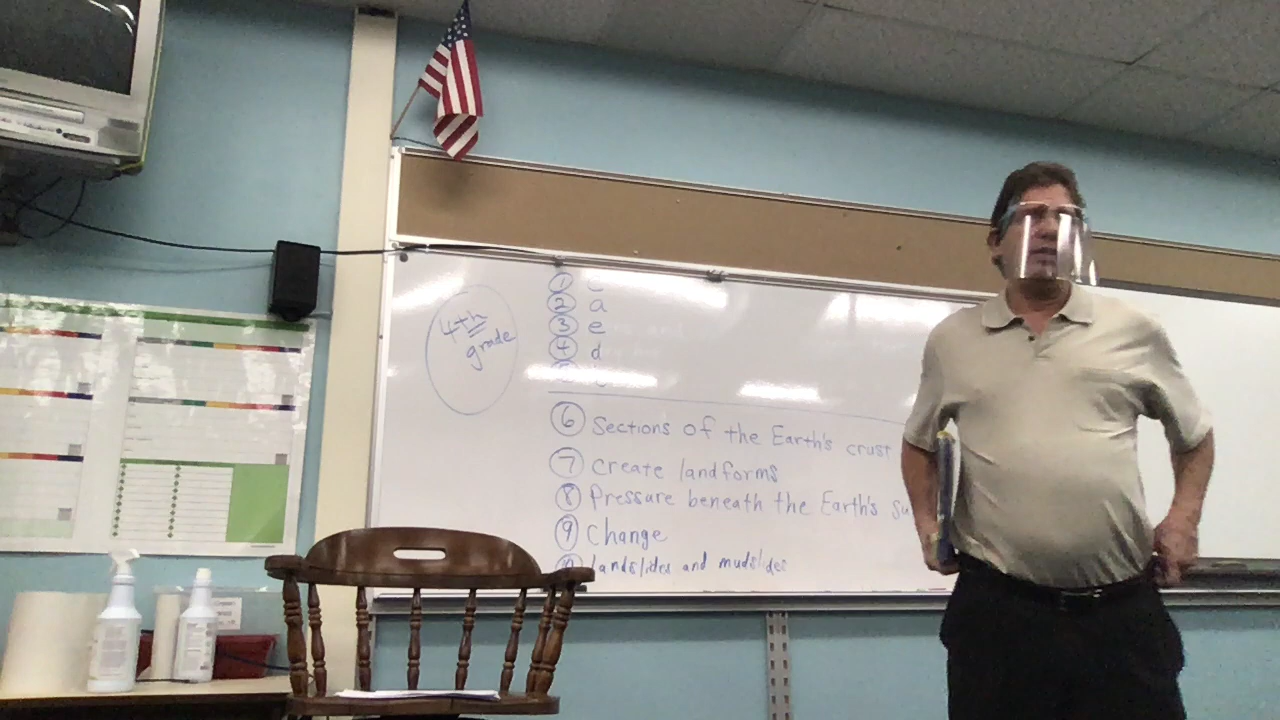 4th
grade
① c
② a
③ e
④ d
⑥ Sections of the Earth's crust
⑦ Create landforms
⑧ Pressure beneath the Earth's
⑨ Change
landslides and mudslides